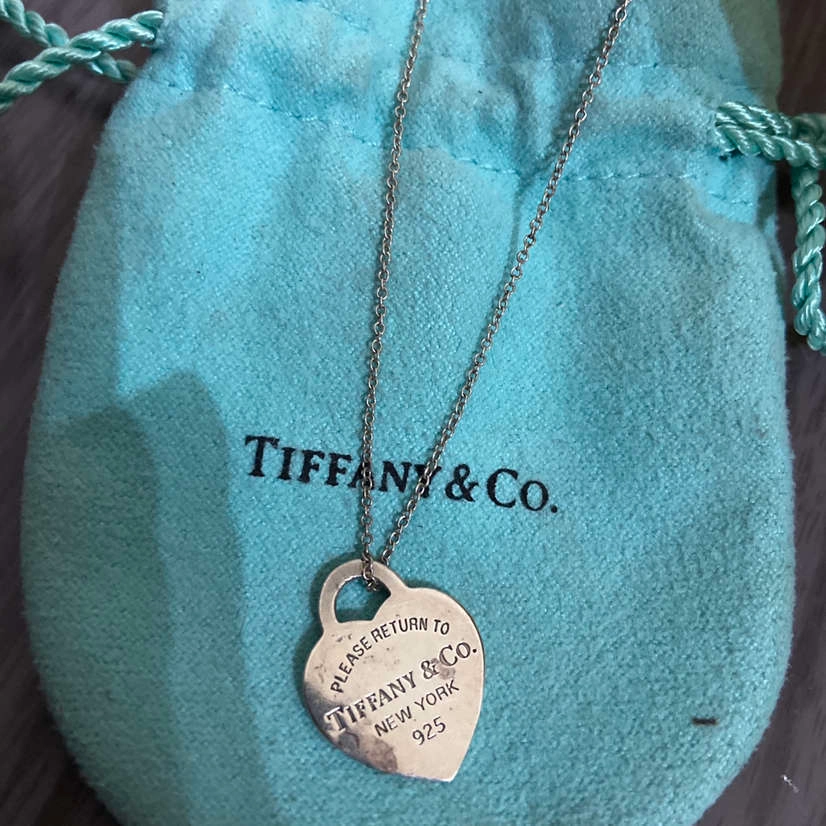 TIFFANY & CO.
PLEASE RETURN TO
TIFFANY & CO.
NEW YORK
925